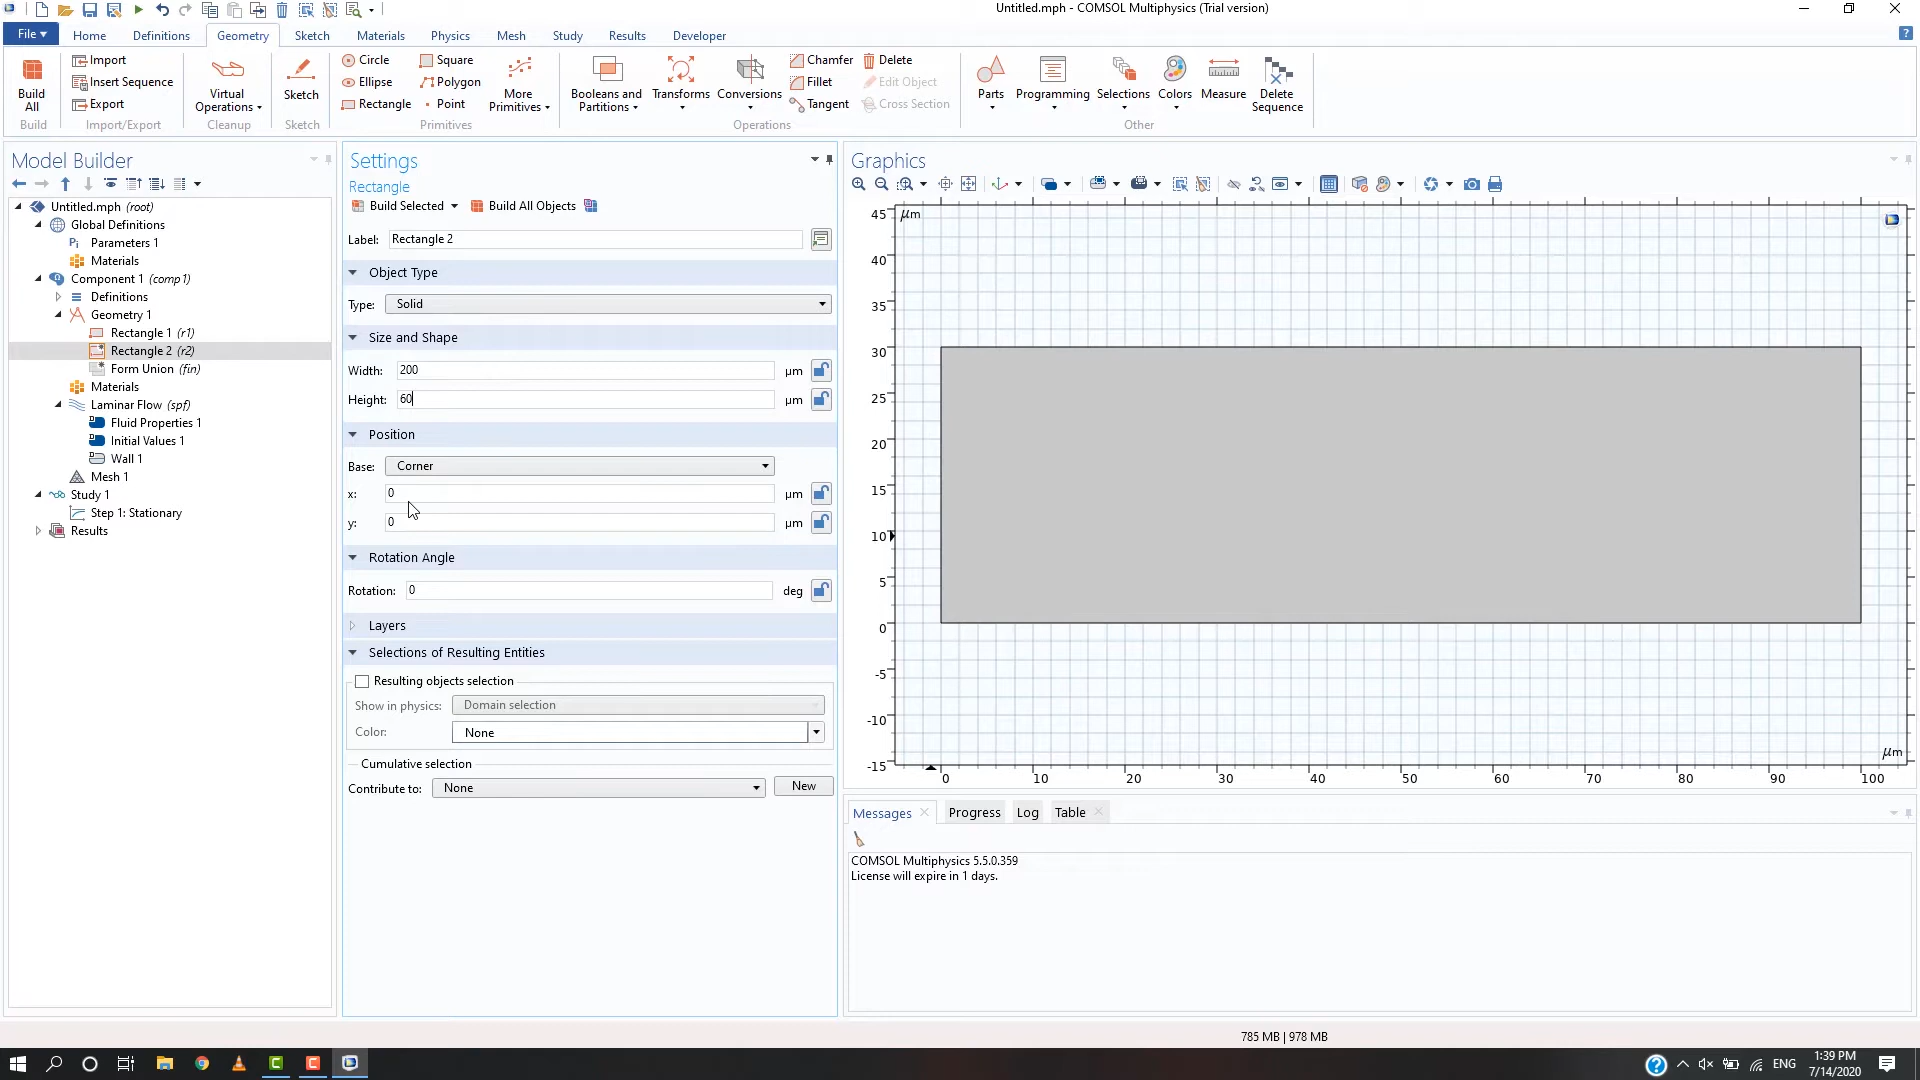 Untitled.mph - COMSOL Multiphysics (Trial version)
File Home Definitions Geometry Sketch Materials Physics Mesh Study Results Developer
Build All
Build
Import
Insert Sequence
Export
Import/Export
Virtual Operations
Cleanup
Sketch
Sketch
Circle Square
Ellipse Polygon
Rectangle Point
More Primitives
Primitives
Booleans and Partitions
Transforms
Conversions
Chamfer Delete
Fillet Edit Object
Tangent Cross Section
Operations
Parts
Programming
Selections
Colors
Measure
Delete Sequence
Other
Model Builder
Untitled.mph (root)
Global Definitions
Pi Parameters 1
Materials
Component 1 (comp1)
Definitions
Geometry 1
Rectangle 1 (r1)
Rectangle 2 (r2)
Form Union (fin)
Materials
Laminar Flow (spf)
Fluid Properties 1
Initial Values 1
Wall 1
Mesh 1
Study 1
Step 1: Stationary
Results
Settings
Rectangle
Build Selected Build All Objects
Label: Rectangle 2
Object Type
Type: Solid
Size and Shape
Width: 200 µm
Height: 60 µm
Position
Base: Corner
x: 0 µm
y: 0 µm
Rotation Angle
Rotation: 0 deg
Layers
Selections of Resulting Entities
Resulting objects selection
Show in physics: Domain selection
Color: None
Cumulative selection
Contribute to: None New
Graphics
µm
45
40
35
30
25
20
15
10
5
0
-5
-10
-15
µm
0 10 20 30 40 50 60 70 80 90 100
Messages Progress Log Table
COMSOL Multiphysics 5.5.0.359
License will expire in 1 days.
785 MB | 978 MB
ENG
1:39 PM
7/14/2020